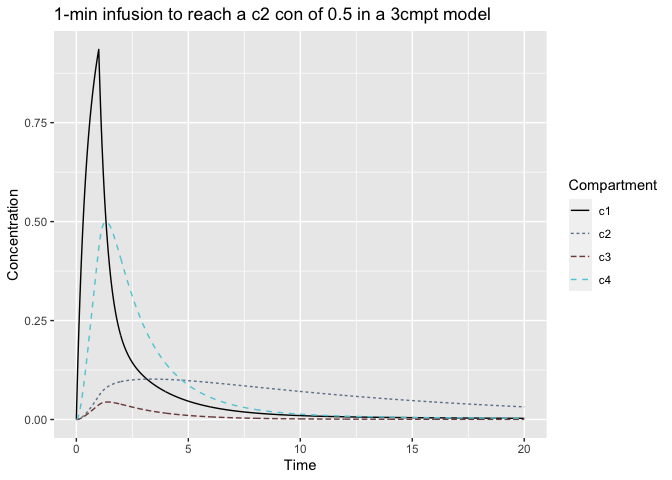 1-min infusion to reach a c2 con of 0.5 in a 3cmpt model
Concentration
0.75
0.50
0.25
0.00
0
5
10
15
20
Time
Compartment
c1
c2
c3
c4